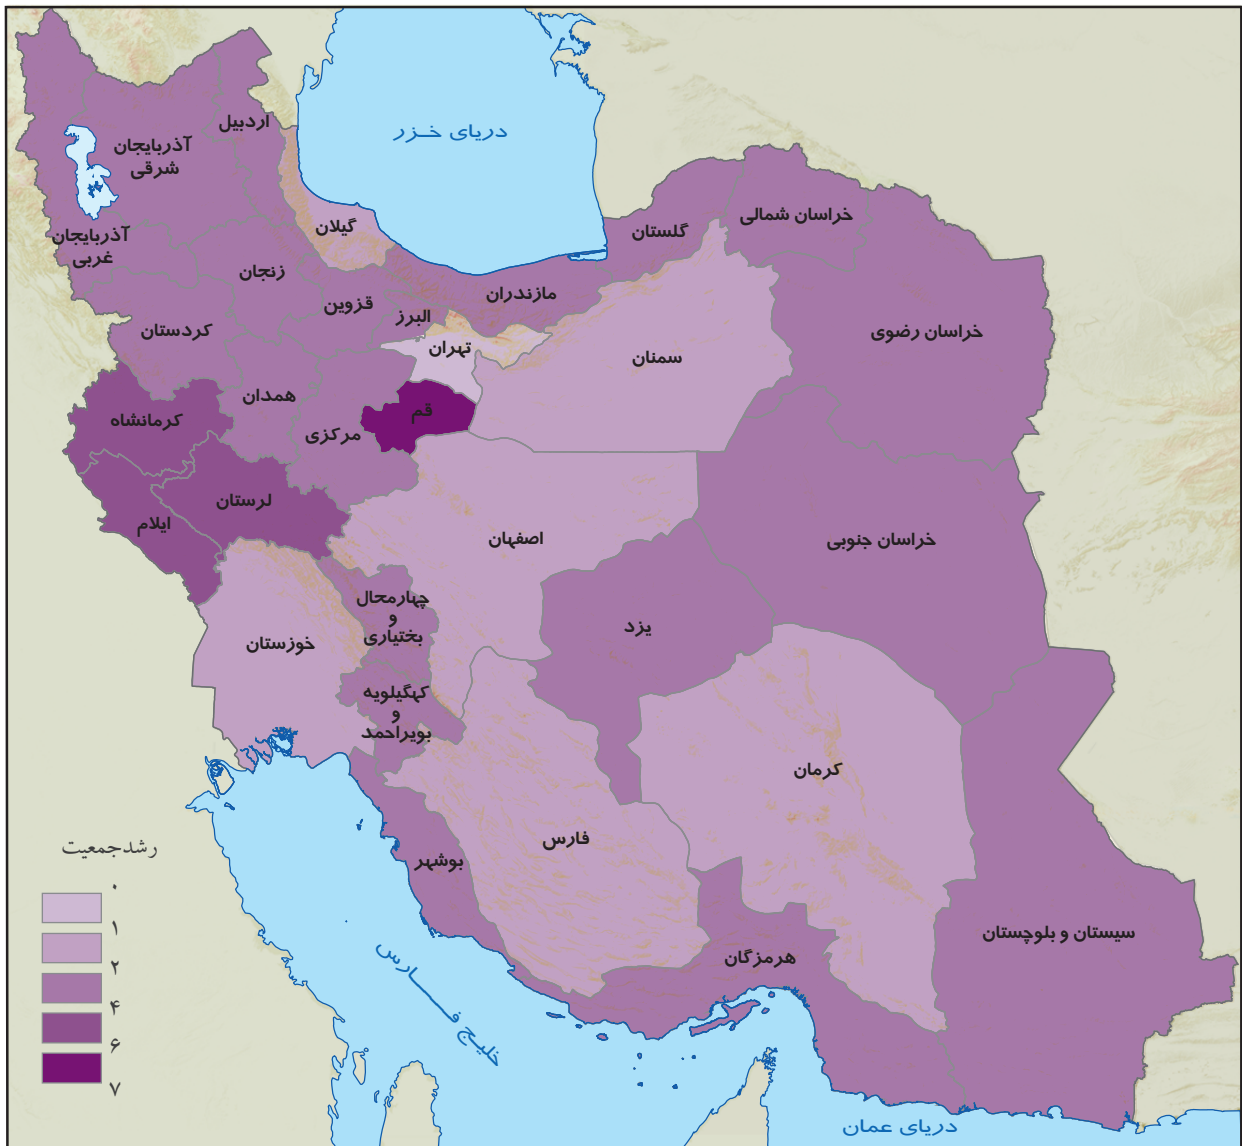 دریای خـزر
اردبیل
آذربایجان
شرقی
گیلان
گلستان
خراسان شمالی
آذربایجان
غربی
زنجان
قزوین
مازندران
البرز
کردستان
تهران
سمنان
خراسان رضوی
همدان
کرمانشاه
قم
مرکزی
لرستان
ایلام
اصفهان
خراسان جنوبی
چهارمحال
و
بختیاری
یزد
خوزستان
کهگیلویه
و
بویراحمد
کرمان
فارس
بوشهر
سیستان و بلوچستان
هرمزگان
خلیج فـــارس
دریای عمان
رشدجمعیت
۰
۱
۲
۴
۶
۷